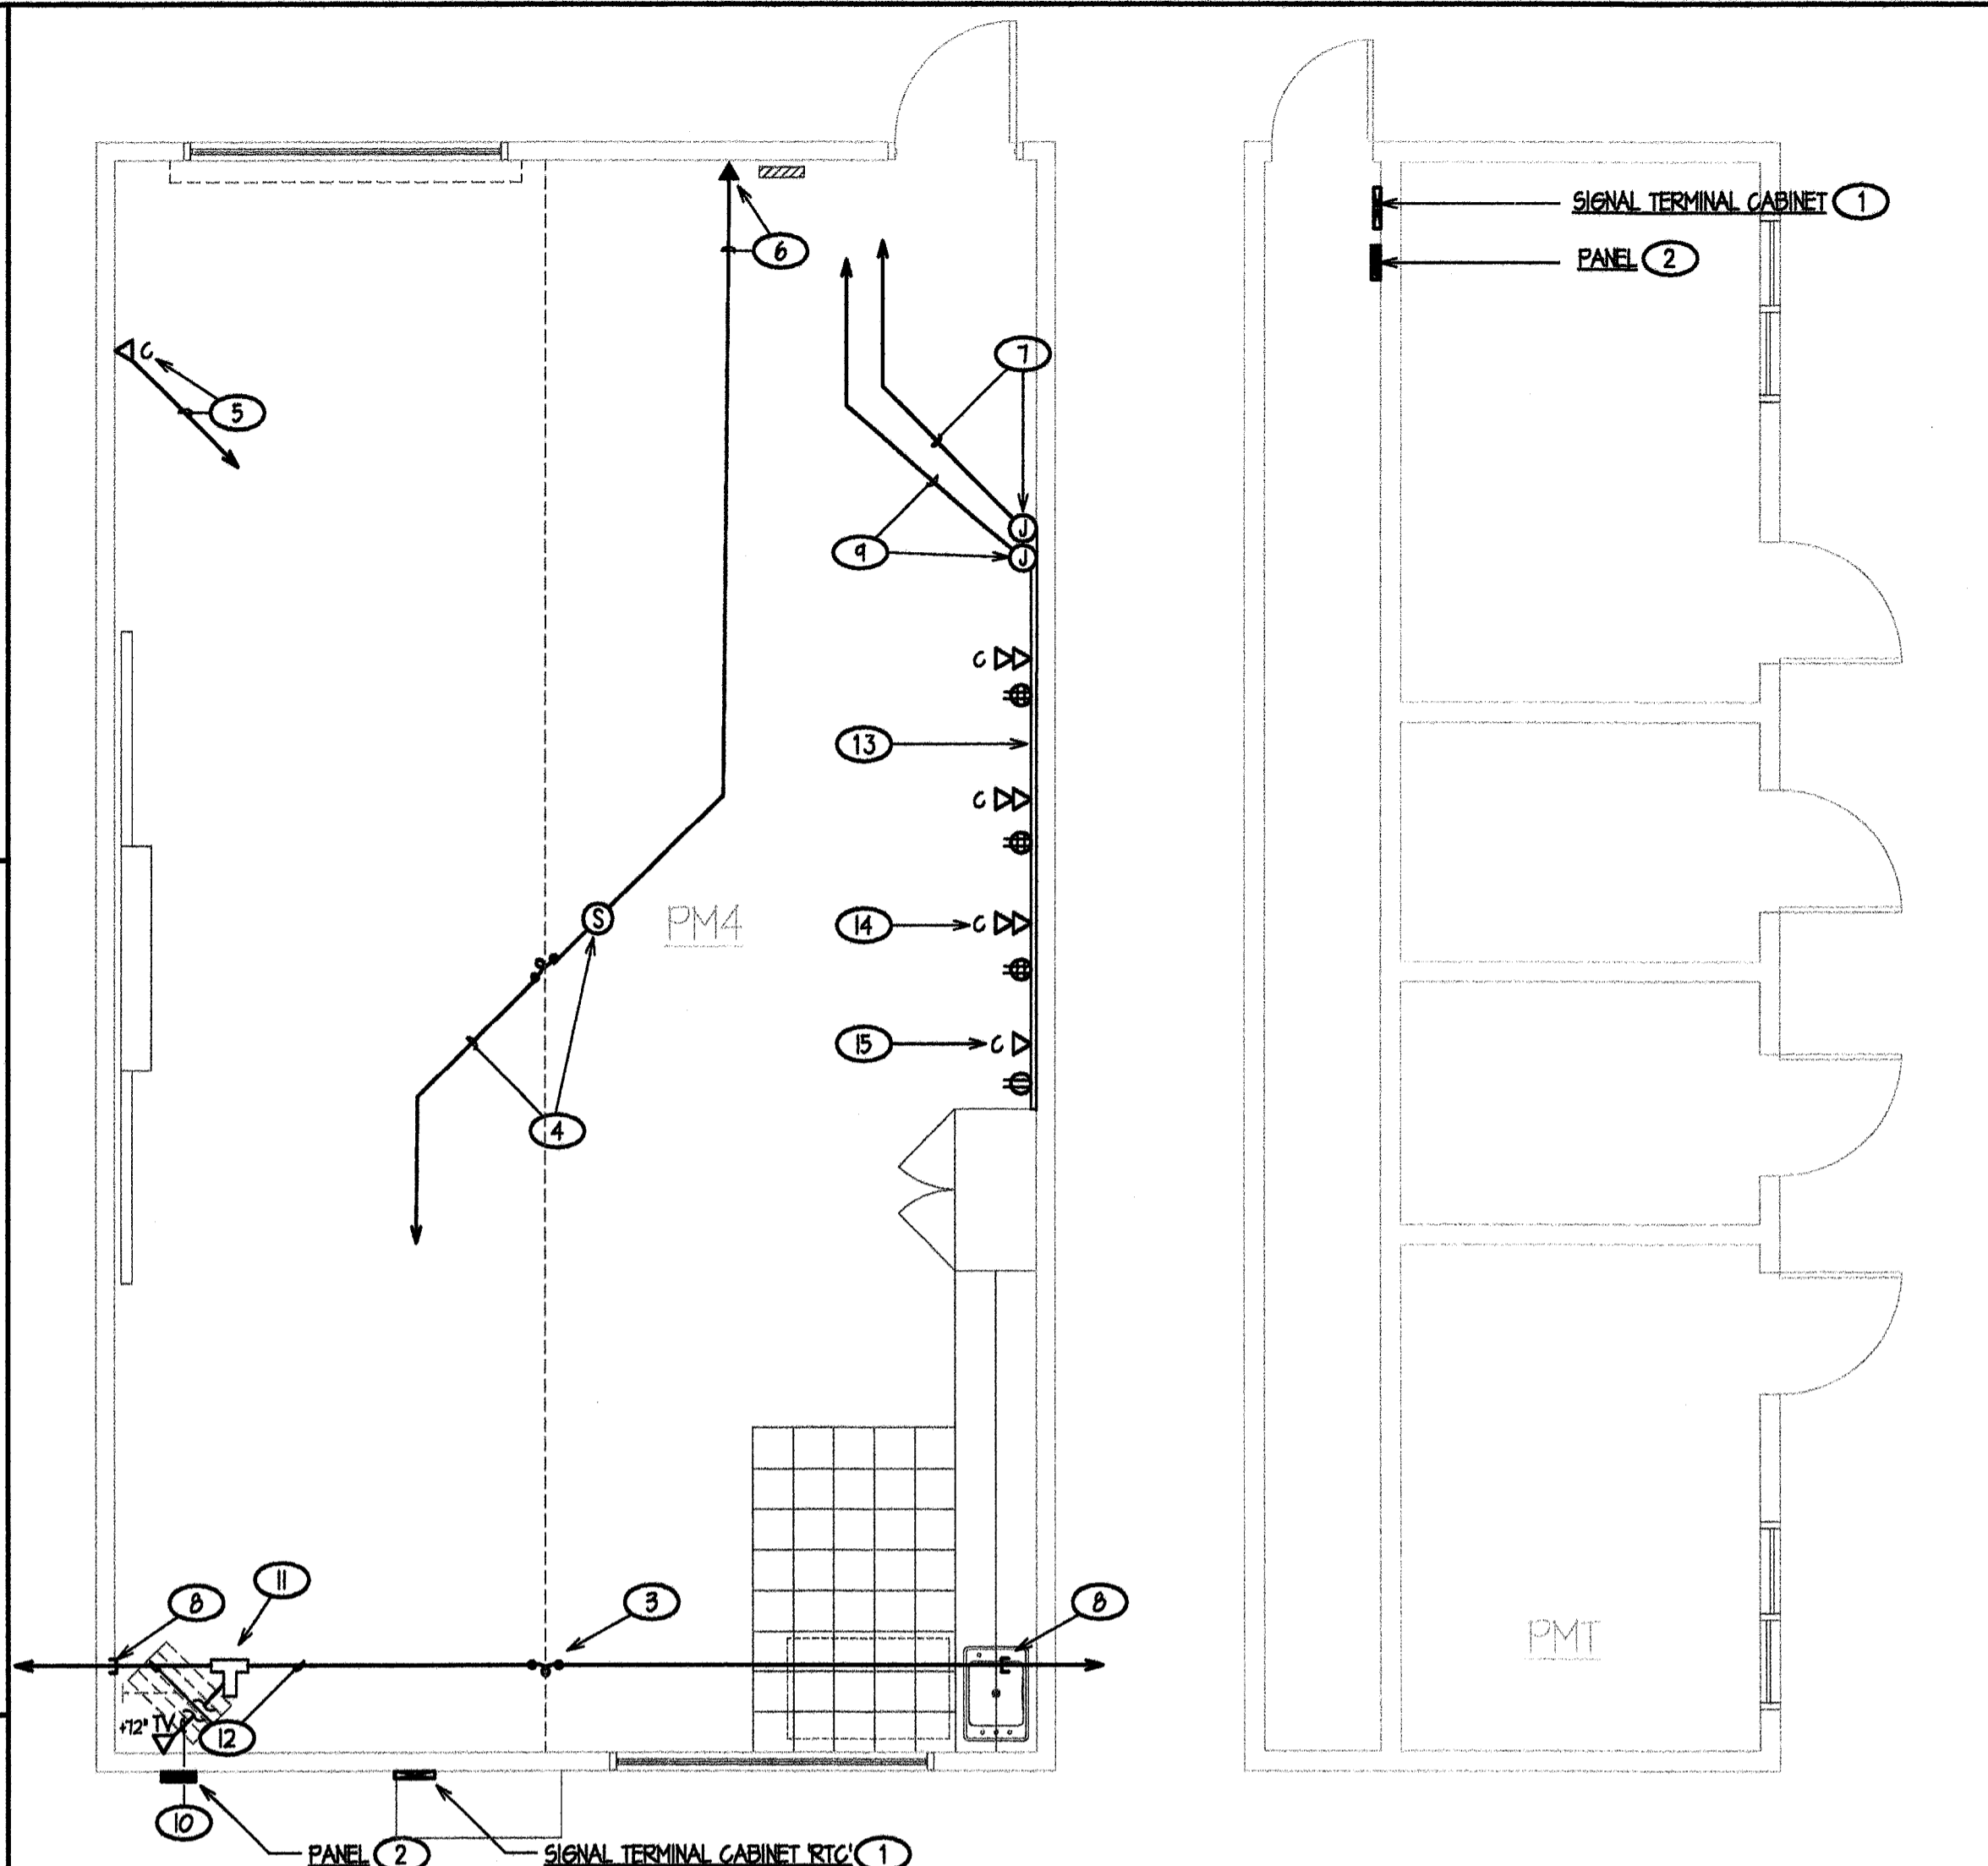 SIGNAL TERMINAL CABINET 1
PANEL 2
6
C
5
7
J
J
9
C
13
C
S
PM4
14 C
15 C
4
11
8
3
8
PMT
+72" TV
12
10
PANEL 2
SIGNAL TERMINAL CABINET 'RTC' 1